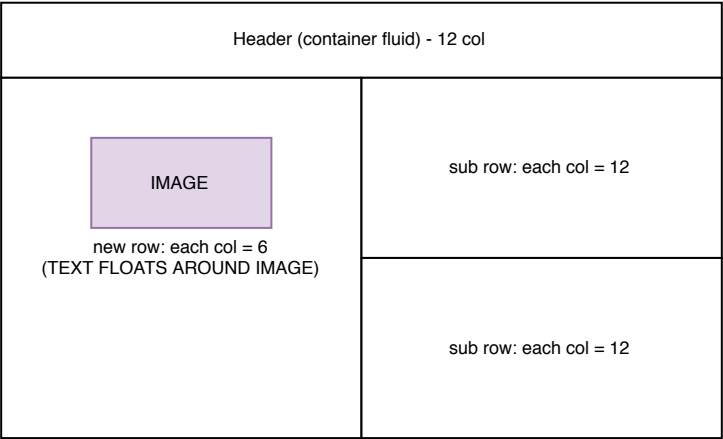 Header (container fluid) - 12 col
IMAGE
new row: each col = 6
(TEXT FLOATS AROUND IMAGE)
sub row: each col = 12
sub row: each col = 12